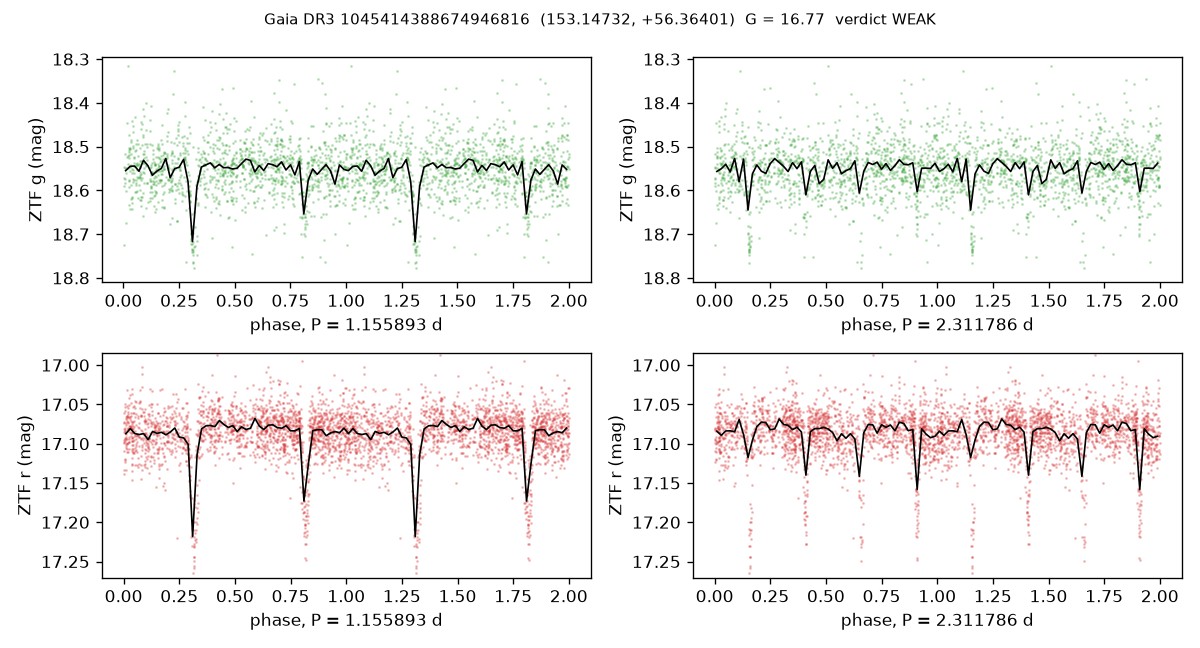 Gaia DR3 1045414388674946816 (153.14732, +56.36401) G = 16.77 verdict WEAK
18.3
18.4
18.5
18.6
18.7
18.8
ZTF g (mag)
0.00 0.25 0.50 0.75 1.00 1.25 1.50 1.75 2.00
phase, P = 1.155893 d
18.3
18.4
18.5
18.6
18.7
18.8
ZTF g (mag)
0.00 0.25 0.50 0.75 1.00 1.25 1.50 1.75 2.00
phase, P = 2.311786 d
17.00
17.05
17.10
17.15
17.20
17.25
ZTF r (mag)
0.00 0.25 0.50 0.75 1.00 1.25 1.50 1.75 2.00
phase, P = 1.155893 d
17.00
17.05
17.10
17.15
17.20
17.25
ZTF r (mag)
0.00 0.25 0.50 0.75 1.00 1.25 1.50 1.75 2.00
phase, P = 2.311786 d